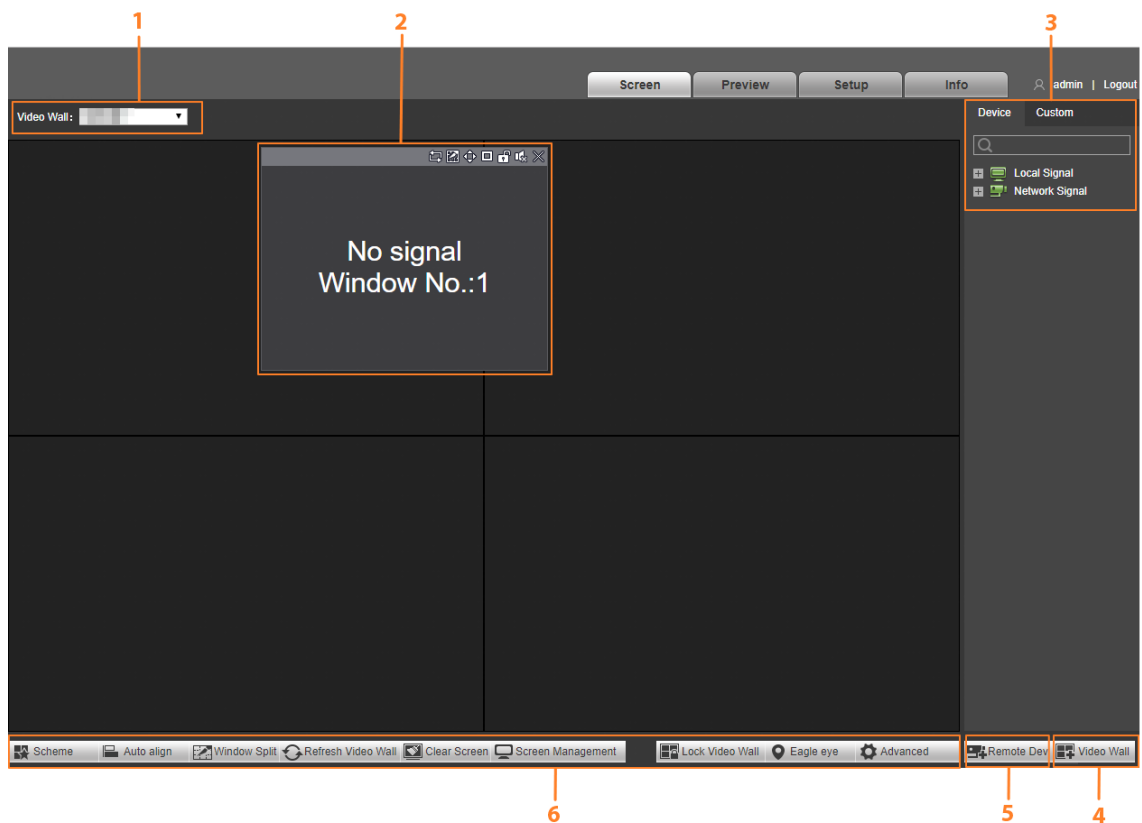 1 2 3
Screen Preview Setup Info admin | Logout
Video Wall: Device Custom
Local Signal
Network Signal
No signal
Window No.:1
Scheme Auto align Window Split Refresh Video Wall Clear Screen Screen Management Lock Video Wall Eagle eye Advanced Remote Dev Video Wall
6 5 4